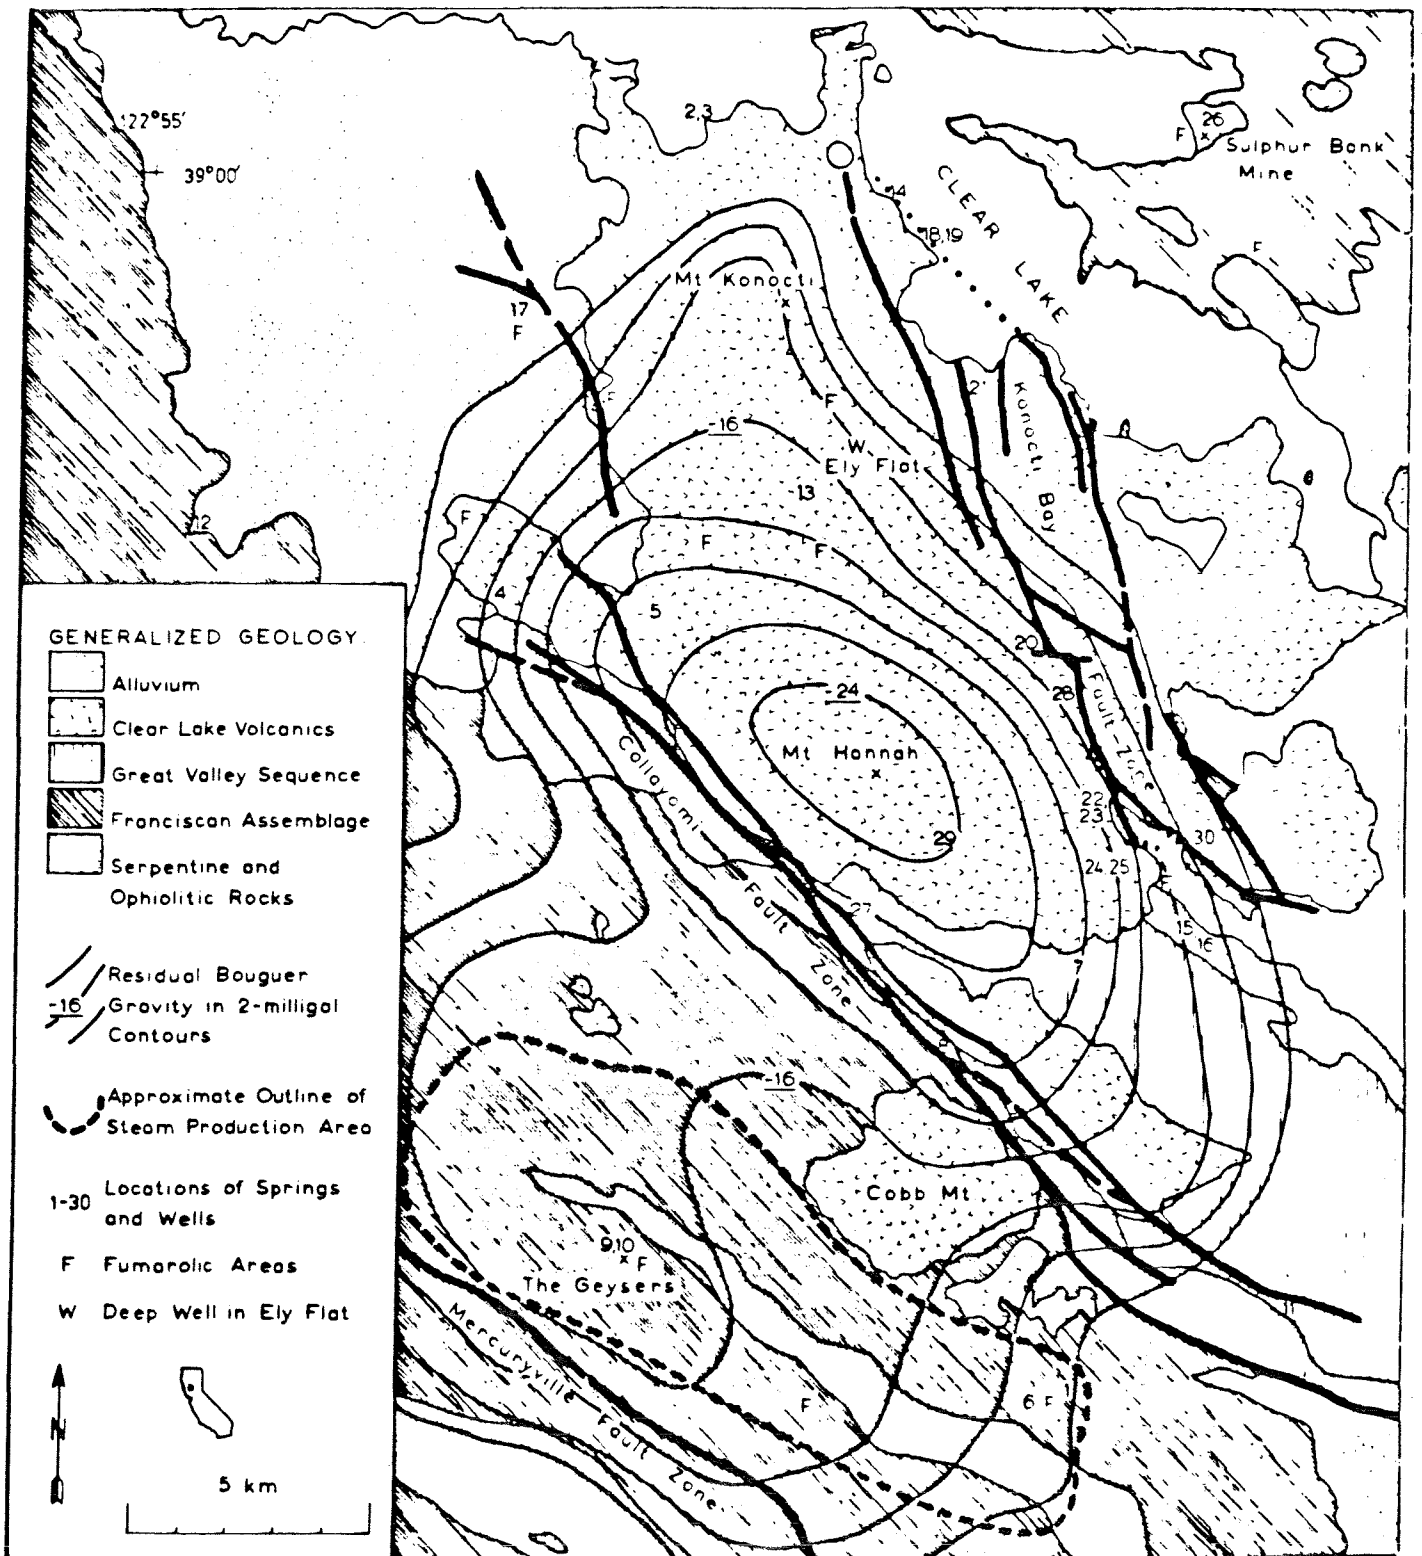 122°55'
39°00'
2,3
26
F
Sulphur Bank
Mine
CLEAR
LAKE
14
18,19
F
Mt Konocti
17
F
F
2
Konocti Bay
F
-16
W
Ely Flat
13
12
F
F
F
4
5
20
28
Fault Zone
-24
Mt Hannah
Collayomi Fault Zone
22
23
29
30
24,25
F
27
15
16
7
-16
Cobb Mt
9,10
F
The Geysers
Mercuryville Fault Zone
F
6 F
GENERALIZED GEOLOGY
Alluvium
Clear Lake Volcanics
Great Valley Sequence
Franciscan Assemblage
Serpentine and
Ophiolitic Rocks
Residual Bouguer
-16 Gravity in 2-milligal
Contours
Approximate Outline of
Steam Production Area
1-30 Locations of Springs
and Wells
F Fumarolic Areas
W Deep Well in Ely Flat
N
5 km